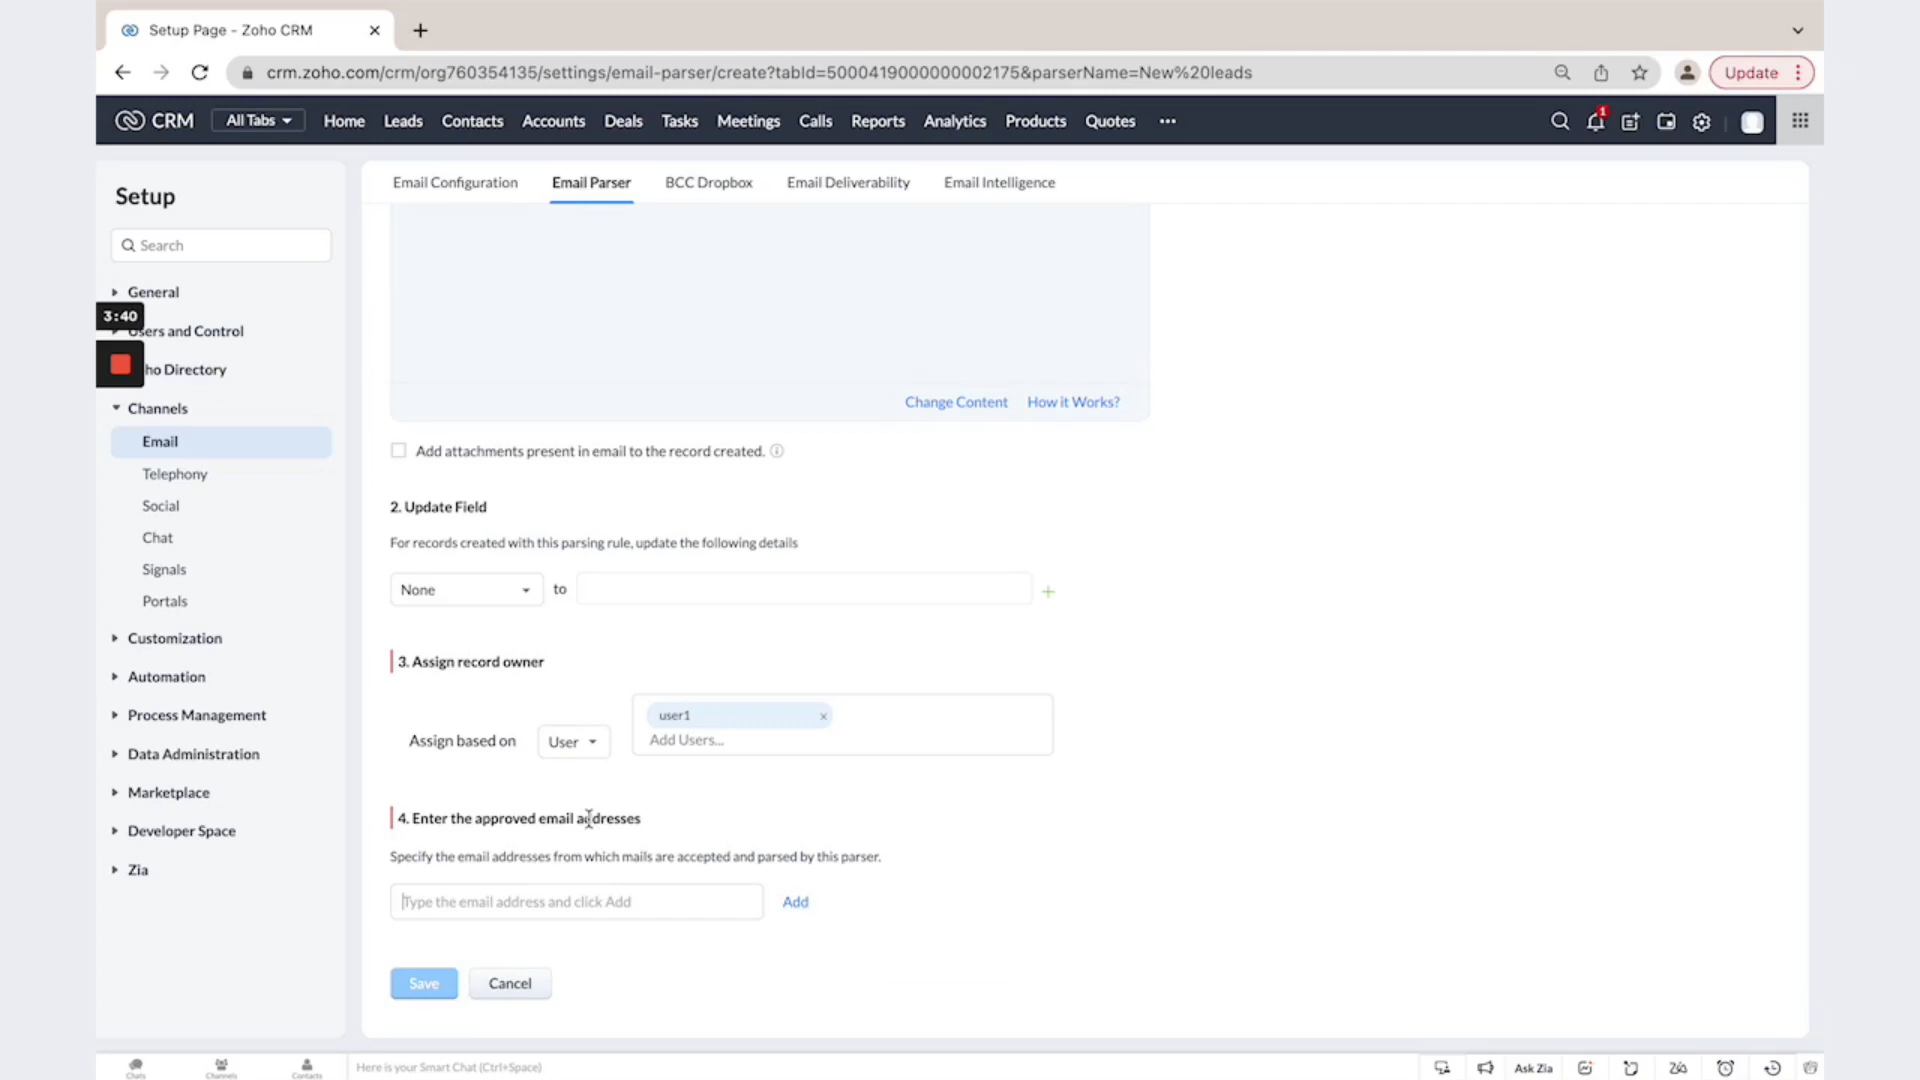 Setup Page - Zoho CRM
crm.zoho.com/crm/org760354135/settings/email-parser/create?tabId=5000419000000002175&parserName=New%20leads
Update
CRM
All Tabs
Home
Leads
Contacts
Accounts
Deals
Tasks
Meetings
Calls
Reports
Analytics
Products
Quotes
1
Setup
Search
General
3:40
Users and Control
ho Directory
Channels
Email
Telephony
Social
Chat
Signals
Portals
Customization
Automation
Process Management
Data Administration
Marketplace
Developer Space
Zia
Email Configuration
Email Parser
BCC Dropbox
Email Deliverability
Email Intelligence
Change Content
How it Works?
Add attachments present in email to the record created.
2. Update Field
For records created with this parsing rule, update the following details
None
to
3. Assign record owner
Assign based on
User
user1
Add Users...
4. Enter the approved email addresses
Specify the email addresses from which mails are accepted and parsed by this parser.
Type the email address and click Add
Add
Save
Cancel
Chats
Channels
Contacts
Here is your Smart Chat (Ctrl+Space)
Ask Zia